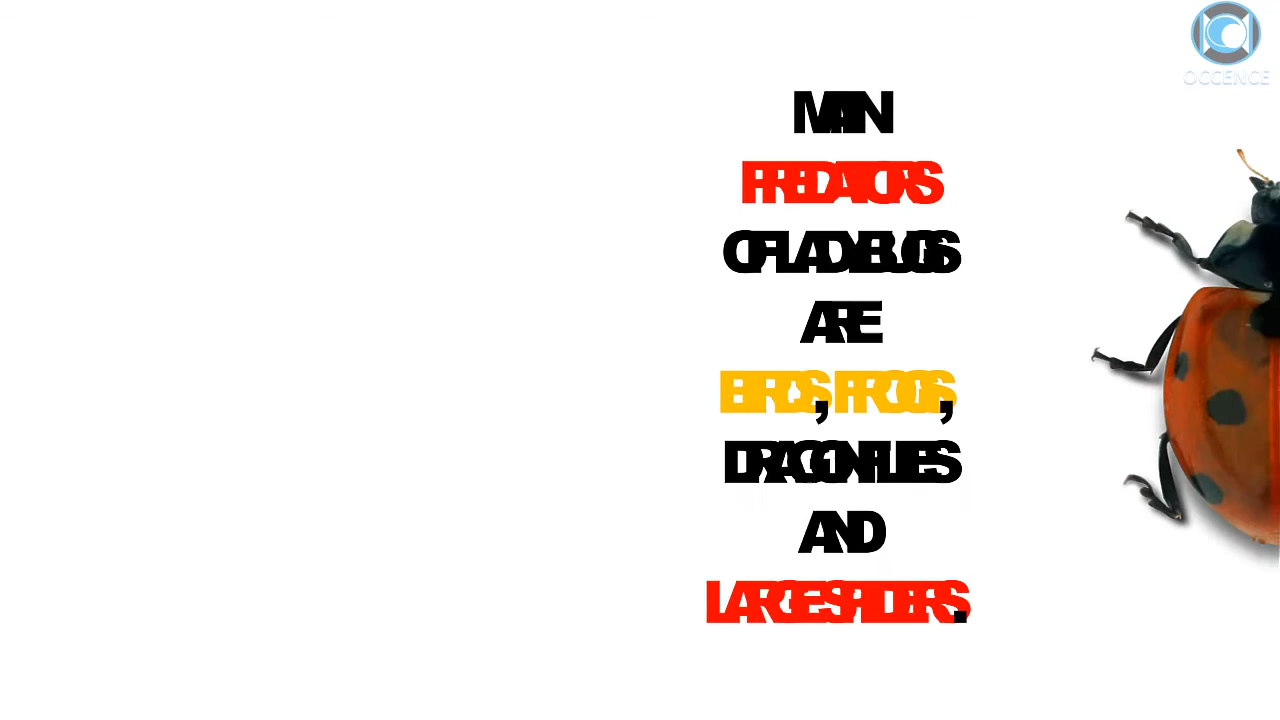 OCCENCE
MAIN
PREDATORS
OF LADYBUGS
ARE
BIRDS, FROGS,
DRAGONFLIES
AND
LARGE SPIDERS.